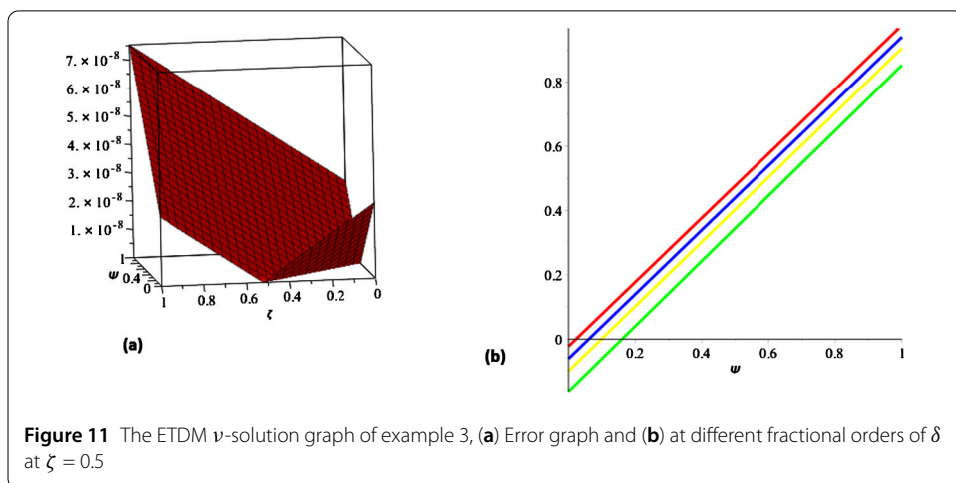 7. × 10⁻⁸
6. × 10⁻⁸
5. × 10⁻⁸
4. × 10⁻⁸
3. × 10⁻⁸
2. × 10⁻⁸
1. × 10⁻⁸
1
ψ 0.4
0
1 0.8 0.6 0.4 0.2 0
ζ
(a)
0.8
0.6
0.4
0.2
0
0.2 0.4 0.6 0.8 1
ψ
(b)
Figure 11 The ETDM ν-solution graph of example 3, (a) Error graph and (b) at different fractional orders of δ
at ζ = 0.5